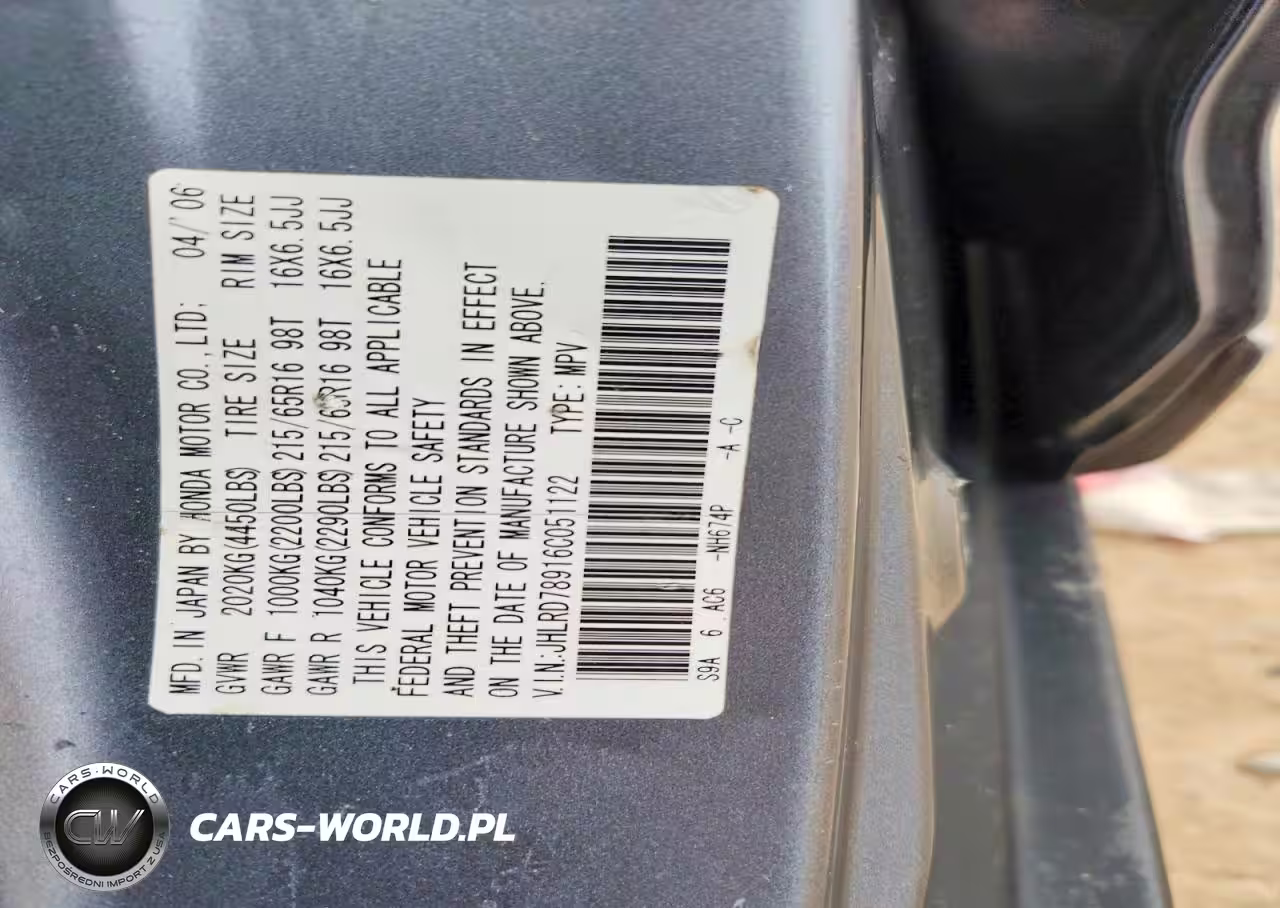 MFD. IN JAPAN BY HONDA MOTOR CO., LTD; 04/'06
GVWR 2020KG(4450LBS) TIRE SIZE RIM SIZE
GAWR F 1000KG(2200LBS) 215/65R16 98T 16X6.5JJ
GAWR R 1040KG(2290LBS) 215/65R16 98T 16X6.5JJ
THIS VEHICLE CONFORMS TO ALL APPLICABLE
FEDERAL MOTOR VEHICLE SAFETY
AND THEFT PREVENTION STANDARDS IN EFFECT
ON THE DATE OF MANUFACTURE SHOWN ABOVE.
V.I.N.:JHLRD78916C051122 TYPE: MPV
S9A 6 AC6 -NH674P -A -C
CARS-WORLD
CW
BEZPOŚREDNI IMPORT Z USA
CARS-WORLD.PL